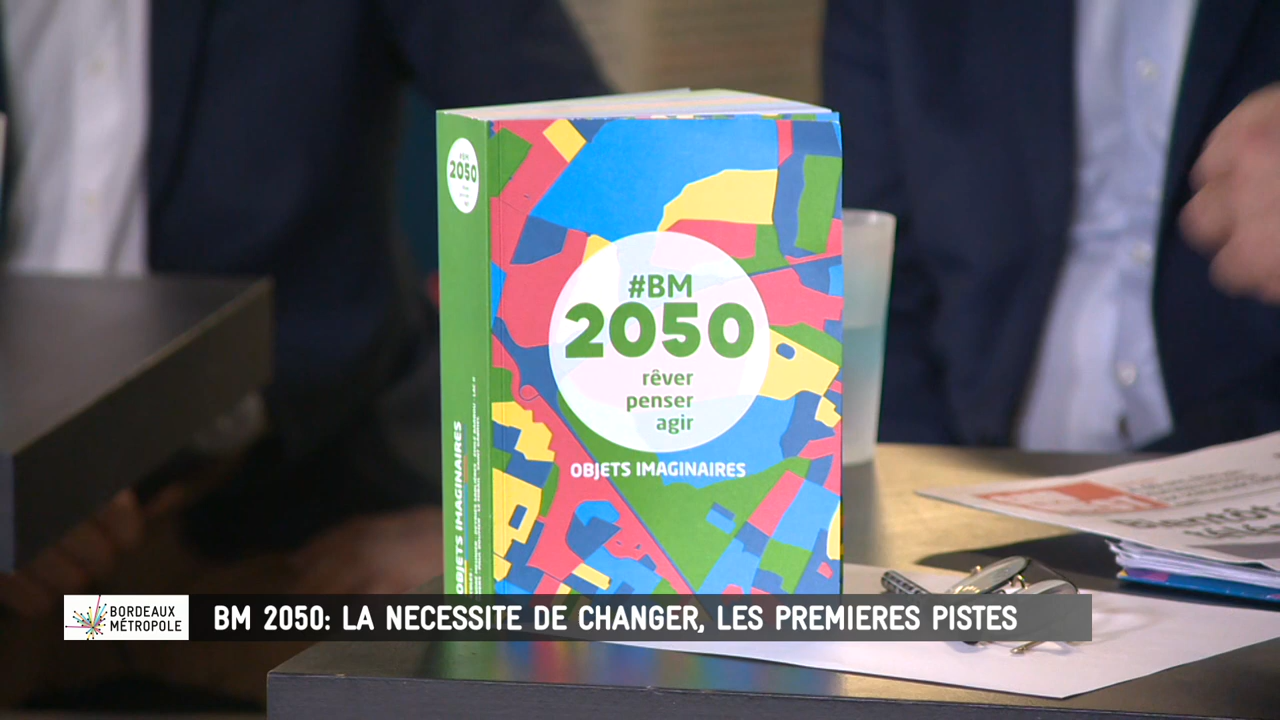 #BM
2050
#BM
2050
rêver
penser
agir
OBJETS IMAGINAIRES
OBJETS IMAGINAIRES
BORDEAUX
MÉTROPOLE
BM 2050: LA NECESSITE DE CHANGER, LES PREMIERES PISTES